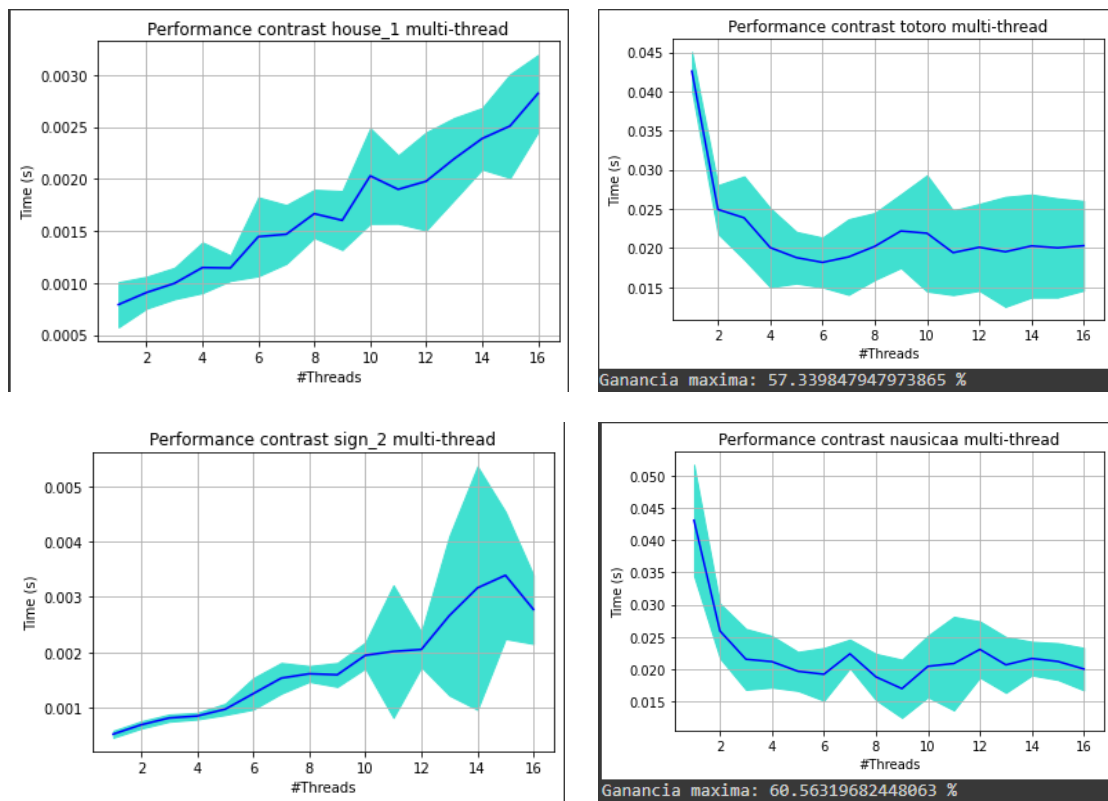 Performance contrast house_1 multi-thread
0.0030
0.0025
0.0020
0.0015
0.0010
0.0005
Time (s)
2 4 6 8 10 12 14 16
#Threads
Performance contrast totoro multi-thread
0.045
0.040
0.035
0.030
0.025
0.020
0.015
Time (s)
2 4 6 8 10 12 14 16
#Threads
Ganancia maxima: 57.339847947973865 %
Performance contrast sign_2 multi-thread
0.005
0.004
0.003
0.002
0.001
Time (s)
2 4 6 8 10 12 14 16
#Threads
Performance contrast nausicaa multi-thread
0.050
0.045
0.040
0.035
0.030
0.025
0.020
0.015
Time (s)
2 4 6 8 10 12 14 16
#Threads
Ganancia maxima: 60.56319682448063 %